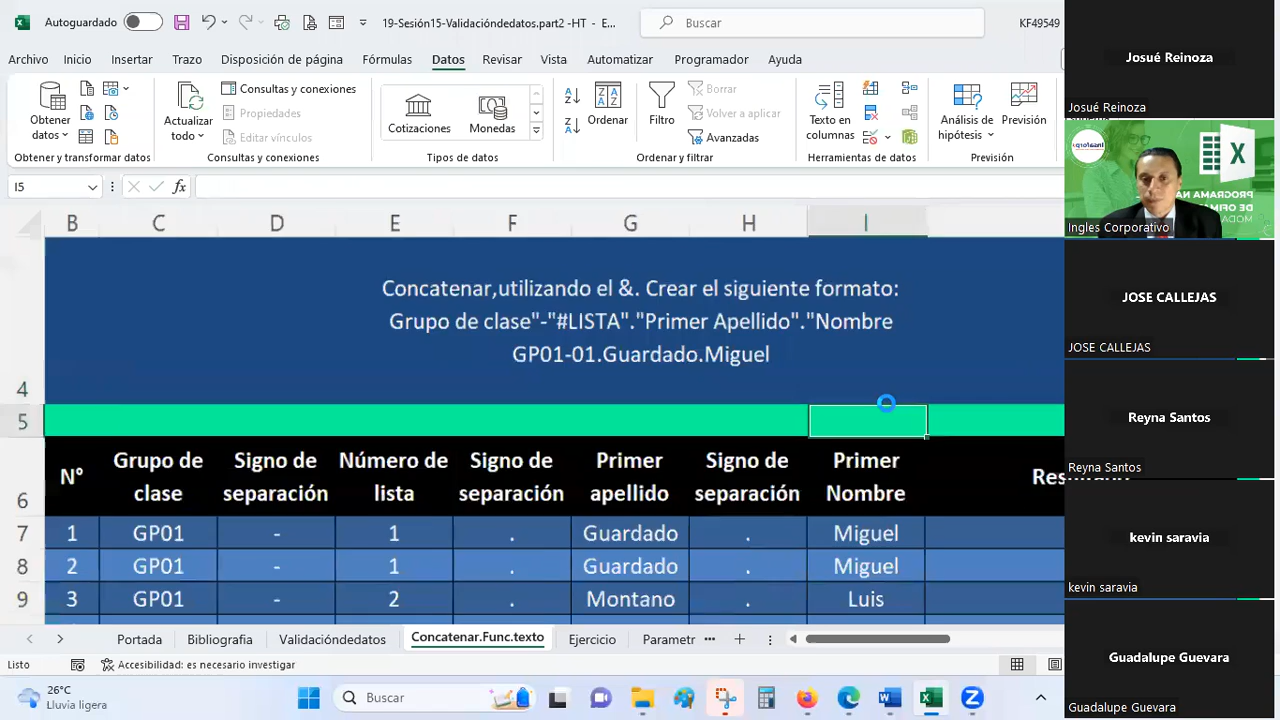 Autoguardado
19-Sesión15-Validacióndedatos.part2 -HT - E...
Buscar
KF49549
Archivo Inicio Insertar Trazo Disposición de página Fórmulas Datos Revisar Vista Automatizar Programador Ayuda
Obtener datos
Obtener y transformar datos
Actualizar todo
Consultas y conexiones
Propiedades
Editar vínculos
Consultas y conexiones
Cotizaciones
Monedas
Tipos de datos
Ordenar
Filtro
Borrar
Volver a aplicar
Avanzadas
Ordenar y filtrar
Texto en columnas
Herramientas de datos
Análisis de hipótesis
Previsión
Previsión
I5
fx
B C D E F G H I
4
Concatenar,utilizando el &. Crear el siguiente formato:
Grupo de clase"-"#LISTA"."Primer Apellido"."Nombre
GP01-01.Guardado.Miguel
5
6
N° Grupo de clase Signo de separación Número de lista Signo de separación Primer apellido Signo de separación Primer Nombre
7 1 GP01 - 1 . Guardado . Miguel
8 2 GP01 - 1 . Guardado . Miguel
9 3 GP01 - 2 . Montano . Luis
Portada Bibliografia Validacióndedatos Concatenar.Func.texto Ejercicio Parametr ...
Listo
Accesibilidad: es necesario investigar
26°C
Lluvia ligera
Buscar
Josué Reinoza
Josué Reinoza
PROGRAMA NA
DE OFIMA
MODA
Ingles Corporativo
JOSE CALLEJAS
JOSE CALLEJAS
Reyna Santos
Reyna Santos
kevin saravia
kevin saravia
Guadalupe Guevara
Guadalupe Guevara